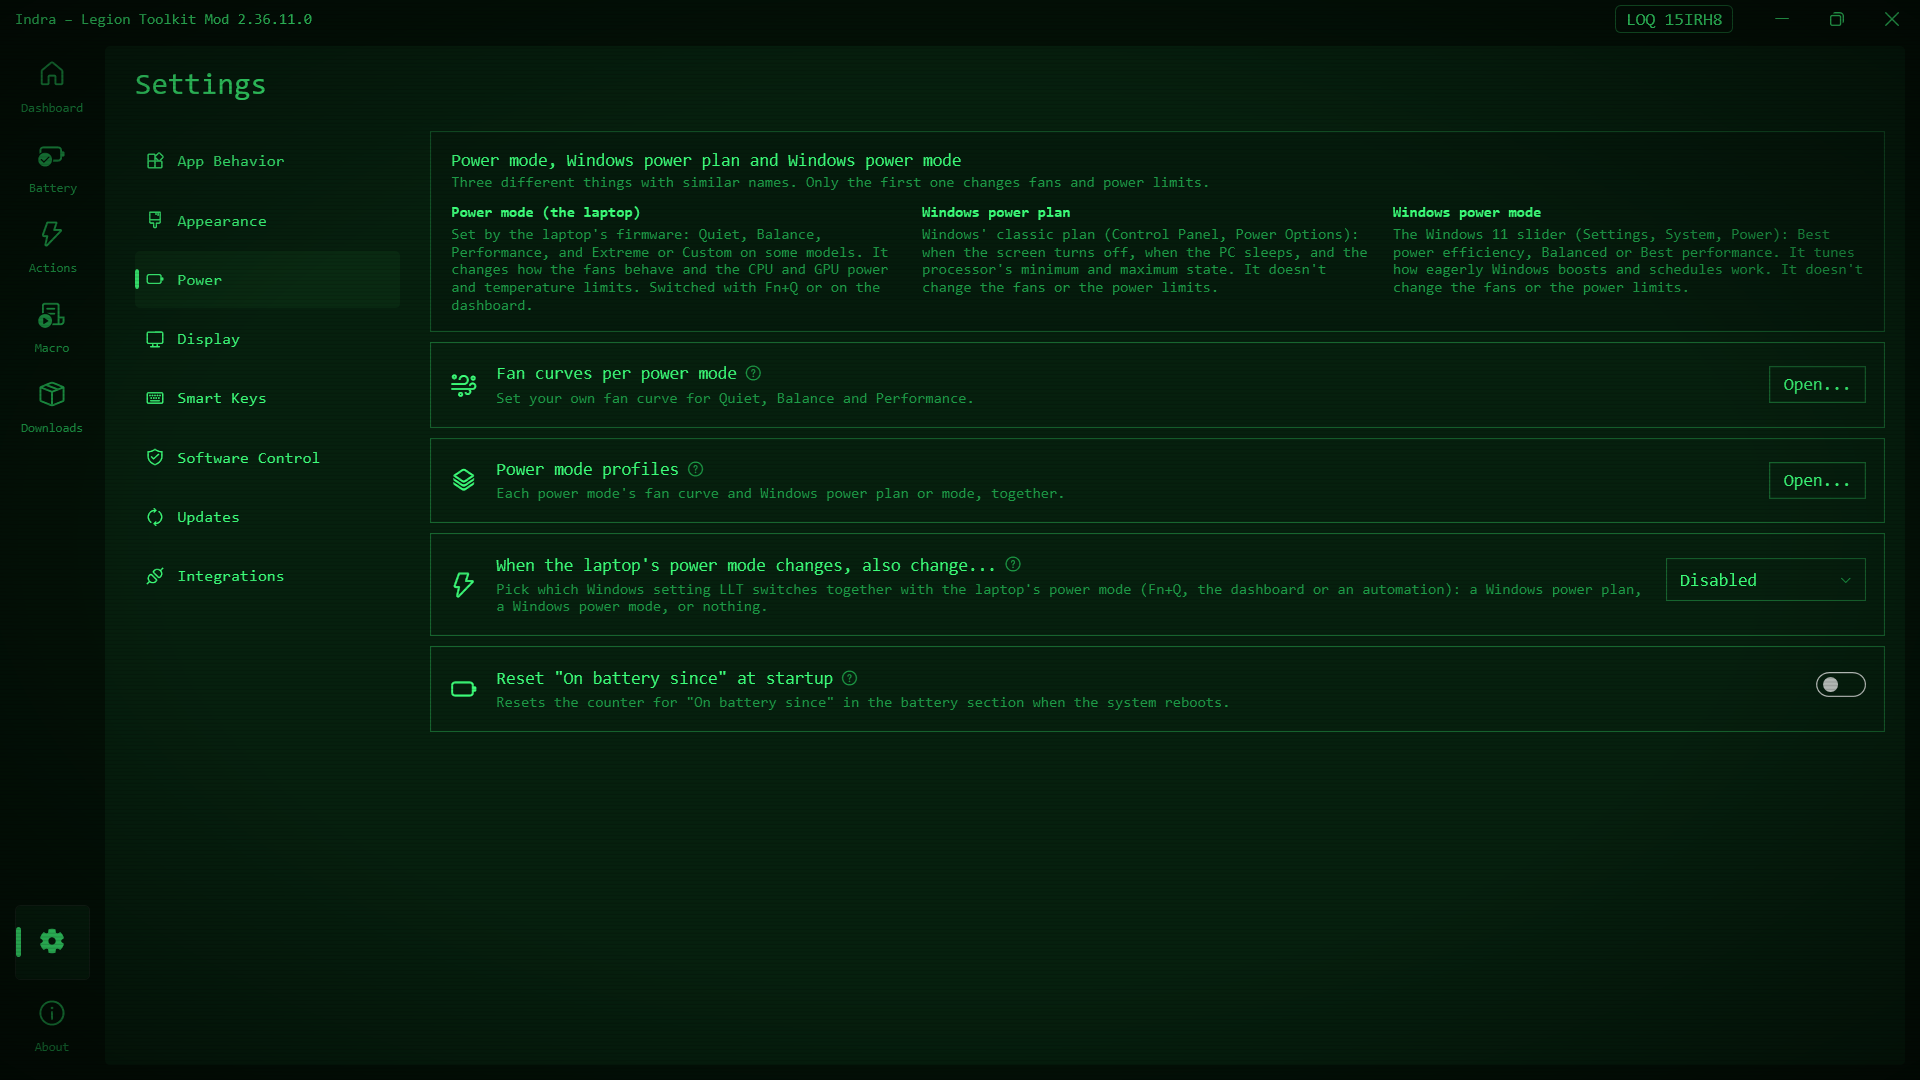 Indra – Legion Toolkit Mod 2.36.11.0
LOQ 15IRH8
Dashboard
Battery
Actions
Macro
Downloads
About
Settings
App Behavior
Appearance
Power
Display
Smart Keys
Software Control
Updates
Integrations
Power mode, Windows power plan and Windows power mode
Three different things with similar names. Only the first one changes fans and power limits.
Power mode (the laptop)
Set by the laptop's firmware: Quiet, Balance,
Performance, and Extreme or Custom on some models. It
changes how the fans behave and the CPU and GPU power
and temperature limits. Switched with Fn+Q or on the
dashboard.
Windows power plan
Windows' classic plan (Control Panel, Power Options):
when the screen turns off, when the PC sleeps, and the
processor's minimum and maximum state. It doesn't
change the fans or the power limits.
Windows power mode
The Windows 11 slider (Settings, System, Power): Best
power efficiency, Balanced or Best performance. It tunes
how eagerly Windows boosts and schedules work. It doesn't
change the fans or the power limits.
Fan curves per power mode
Set your own fan curve for Quiet, Balance and Performance.
Open...
Power mode profiles
Each power mode's fan curve and Windows power plan or mode, together.
Open...
When the laptop's power mode changes, also change...
Pick which Windows setting LLT switches together with the laptop's power mode (Fn+Q, the dashboard or an automation): a Windows power plan,
a Windows power mode, or nothing.
Disabled
Reset "On battery since" at startup
Resets the counter for "On battery since" in the battery section when the system reboots.